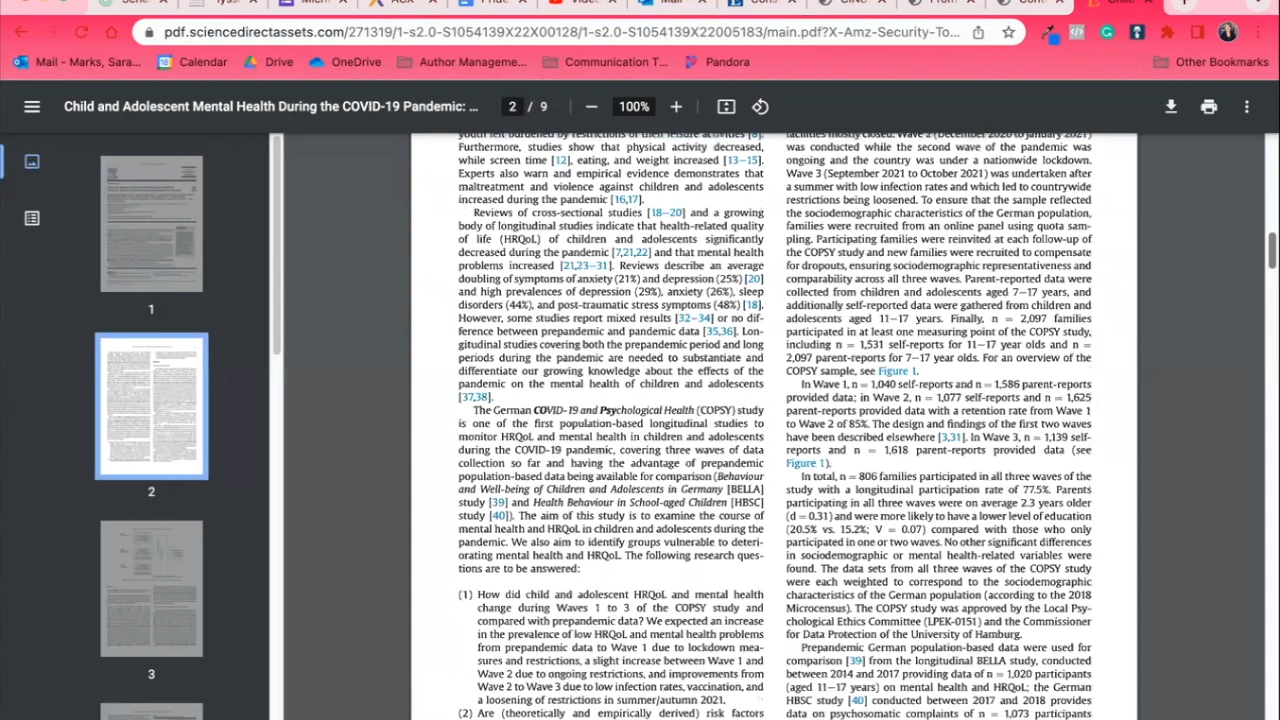 pdf.sciencedirectassets.com/271319/1-s2.0-S1054139X22X00128/1-s2.0-S1054139X22005183/main.pdf?X-Amz-Security-To...
Mail - Marks, Sara...
Calendar
Drive
OneDrive
Author Manageme...
Communication T...
Pandora
Other Bookmarks
Child and Adolescent Mental Health During the COVID-19 Pandemic: ...
2 / 9
100%
1
2
3
youth felt burdened by restrictions of their leisure activities [8].
Furthermore, studies show that physical activity decreased,
while screen time [12], eating, and weight increased [13–15].
Experts also warn and empirical evidence demonstrates that
maltreatment and violence against children and adolescents
increased during the pandemic [16,17].
Reviews of cross-sectional studies [18–20] and a growing
body of longitudinal studies indicate that health-related quality
of life (HRQoL) of children and adolescents significantly
decreased during the pandemic [7,21,22] and that mental health
problems increased [21,23–31]. Reviews describe an average
doubling of symptoms of anxiety (21%) and depression (25%) [20]
and high prevalences of depression (29%), anxiety (26%), sleep
disorders (44%), and post-traumatic stress symptoms (48%) [18].
However, some studies report mixed results [32–34] or no dif-
ference between prepandemic and pandemic data [35,36]. Lon-
gitudinal studies covering both the prepandemic period and long
periods during the pandemic are needed to substantiate and
differentiate our growing knowledge about the effects of the
pandemic on the mental health of children and adolescents
[37,38].
The German COVID-19 and Psychological Health (COPSY) study
is one of the first population-based longitudinal studies to
monitor HRQoL and mental health in children and adolescents
during the COVID-19 pandemic, covering three waves of data
collection so far and having the advantage of prepandemic
population-based data being available for comparison (Behaviour
and Well-being of Children and Adolescents in Germany [BELLA]
study [39] and Health Behaviour in School-aged Children [HBSC]
study [40]). The aim of this study is to examine the course of
mental health and HRQoL in children and adolescents during the
pandemic. We also aim to identify groups vulnerable to deteri-
orating mental health and HRQoL. The following research ques-
tions are to be answered:
(1) How did child and adolescent HRQoL and mental health
change during Waves 1 to 3 of the COPSY study and
compared with prepandemic data? We expected an increase
in the prevalence of low HRQoL and mental health problems
from prepandemic data to Wave 1 due to lockdown mea-
sures and restrictions, a slight increase between Wave 1 and
Wave 2 due to ongoing restrictions, and improvements from
Wave 2 to Wave 3 due to low infection rates, vaccination, and
a loosening of restrictions in summer/autumn 2021.
(2) Are (theoretically and empirically derived) risk factors
facilities mostly closed. Wave 2 (December 2020 to January 2021)
was conducted while the second wave of the pandemic was
ongoing and the country was under a nationwide lockdown.
Wave 3 (September 2021 to October 2021) was undertaken after
a summer with low infection rates and which led to countrywide
restrictions being loosened. To ensure that the sample reflected
the sociodemographic characteristics of the German population,
families were recruited from an online panel using quota sam-
pling. Participating families were reinvited at each follow-up of
the COPSY study and new families were recruited to compensate
for dropouts, ensuring sociodemographic representativeness and
comparability across all three waves. Parent-reported data were
collected from children and adolescents aged 7–17 years, and
additionally self-reported data were gathered from children and
adolescents aged 11–17 years. Finally, n = 2,097 families
participated in at least one measuring point of the COPSY study,
including n = 1,531 self-reports for 11–17 year olds and n =
2,097 parent-reports for 7–17 year olds. For an overview of the
COPSY sample, see Figure 1.
In Wave 1, n = 1,040 self-reports and n = 1,586 parent-reports
provided data; in Wave 2, n = 1,077 self-reports and n = 1,625
parent-reports provided data with a retention rate from Wave 1
to Wave 2 of 85%. The design and findings of the first two waves
have been described elsewhere [3,31]. In Wave 3, n = 1,139 self-
reports and n = 1,618 parent-reports provided data (see
Figure 1).
In total, n = 806 families participated in all three waves of the
study with a longitudinal participation rate of 77.5%. Parents
participating in all three waves were on average 2.3 years older
(d = 0.31) and were more likely to have a lower level of education
(20.5% vs. 15.2%; V = 0.07) compared with those who only
participated in one or two waves. No other significant differences
in sociodemographic or mental health-related variables were
found. The data sets from all three waves of the COPSY study
were each weighted to correspond to the sociodemographic
characteristics of the German population (according to the 2018
Microcensus). The COPSY study was approved by the Local Psy-
chological Ethics Committee (LPEK-0151) and the Commissioner
for Data Protection of the University of Hamburg.
Prepandemic German population-based data were used for
comparison [39] from the longitudinal BELLA study, conducted
between 2014 and 2017 providing data of n = 1,020 participants
(aged 11–17 years) on mental health and HRQoL; the German
HBSC study [40] conducted between 2017 and 2018 provides
data on psychosomatic complaints of n = 1,073 participants